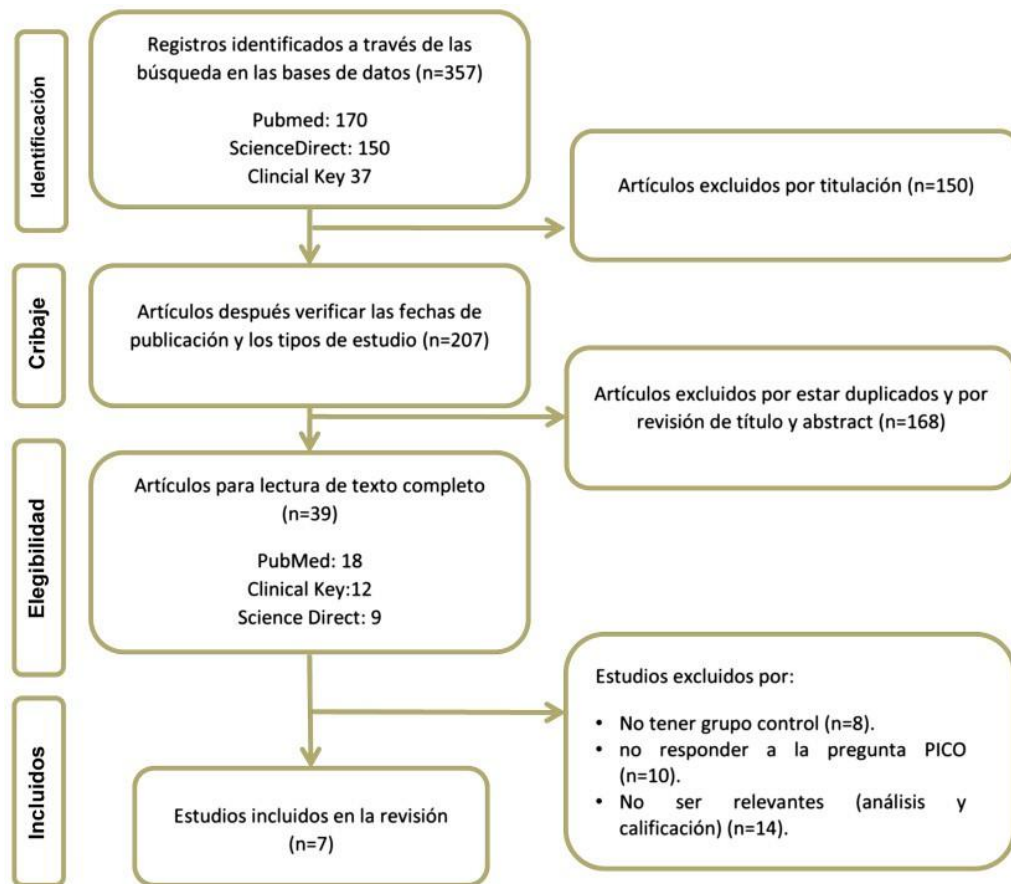 Identificación
Registros identificados a través de las
búsqueda en las bases de datos (n=357)
Pubmed: 170
ScienceDirect: 150
Clincial Key 37
Artículos excluidos por titulación (n=150)
Cribaje
Artículos después verificar las fechas de
publicación y los tipos de estudio (n=207)
Artículos excluidos por estar duplicados y por
revisión de título y abstract (n=168)
Elegibilidad
Artículos para lectura de texto completo
(n=39)
PubMed: 18
Clinical Key:12
Science Direct: 9
Estudios excluidos por:
• No tener grupo control (n=8).
• no responder a la pregunta PICO
(n=10).
• No ser relevantes (análisis y
calificación) (n=14).
Incluidos
Estudios incluidos en la revisión
(n=7)